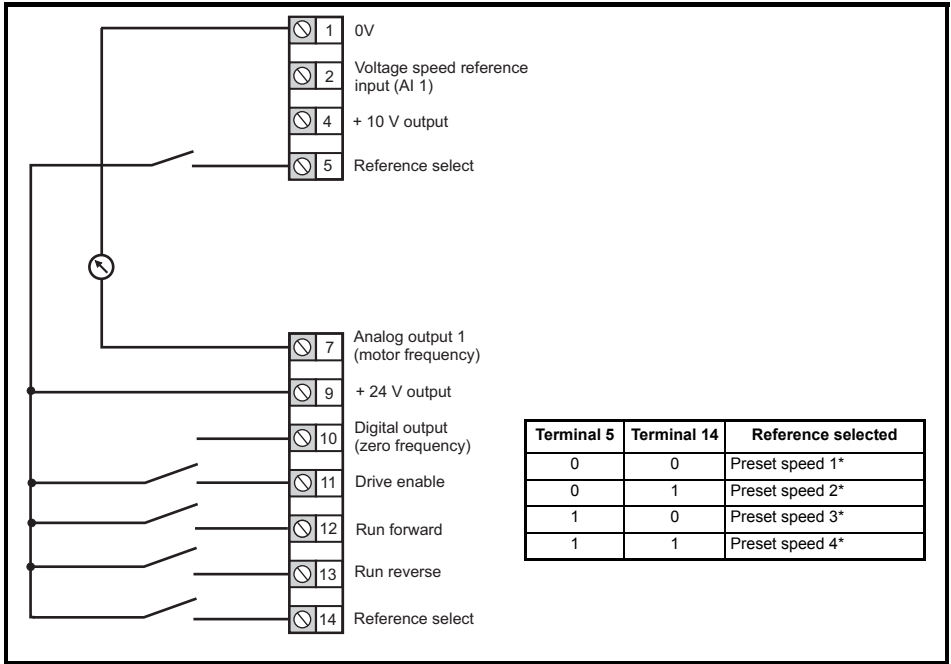 1 0V
2 Voltage speed reference
input (AI 1)
4 + 10 V output
5 Reference select
7 Analog output 1
(motor frequency)
9 + 24 V output
10 Digital output
(zero frequency)
11 Drive enable
12 Run forward
13 Run reverse
14 Reference select
Terminal 5 Terminal 14 Reference selected
0 0 Preset speed 1*
0 1 Preset speed 2*
1 0 Preset speed 3*
1 1 Preset speed 4*